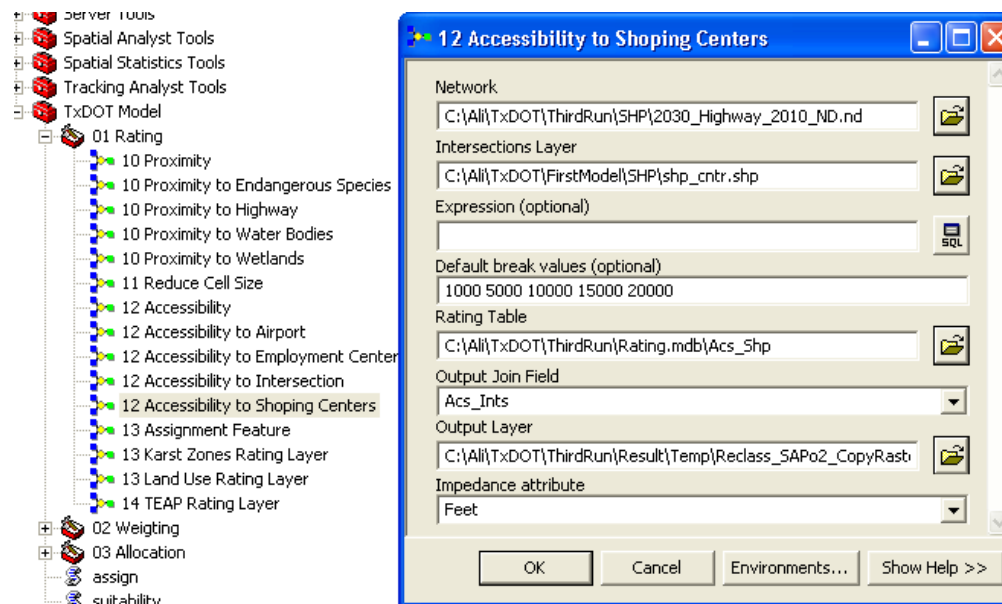 Server Tools
Spatial Analyst Tools
Spatial Statistics Tools
Tracking Analyst Tools
TxDOT Model
01 Rating
10 Proximity
10 Proximity to Endangerous Species
10 Proximity to Highway
10 Proximity to Water Bodies
10 Proximity to Wetlands
11 Reduce Cell Size
12 Accessibility
12 Accessibility to Airport
12 Accessibility to Employment Center
12 Accessibility to Intersection
12 Accessibility to Shoping Centers
13 Assignment Feature
13 Karst Zones Rating Layer
13 Land Use Rating Layer
14 TEAP Rating Layer
02 Weigting
03 Allocation
assign
suitability
12 Accessibility to Shoping Centers
Network
C:\Ali\TxDOT\ThirdRun\SHP\2030_Highway_2010_ND.nd
Intersections Layer
C:\Ali\TxDOT\FirstModel\SHP\shp_cntr.shp
Expression (optional)
SQL
Default break values (optional)
1000 5000 10000 15000 20000
Rating Table
C:\Ali\TxDOT\ThirdRun\Rating.mdb\Acs_Shp
Output Join Field
Acs_Ints
Output Layer
C:\Ali\TxDOT\ThirdRun\Result\Temp\Reclass_SAPo2_CopyRast
Impedance attribute
Feet
OK Cancel Environments... Show Help >>